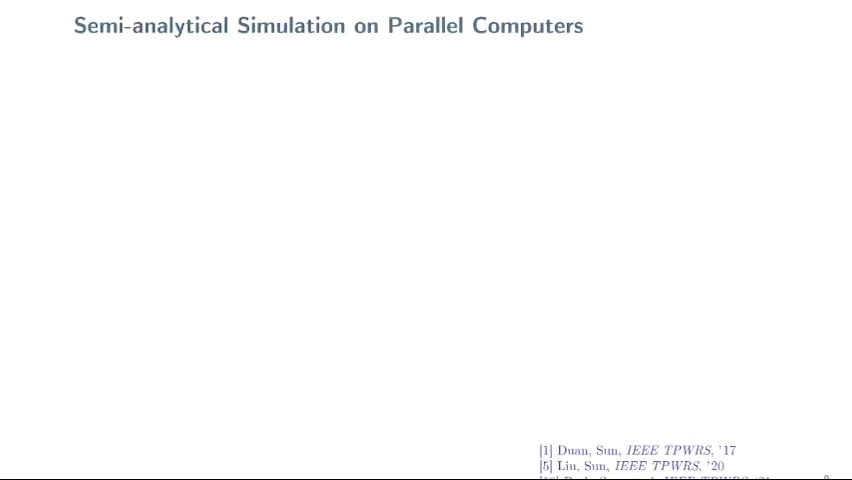 Semi-analytical Simulation on Parallel Computers
[1] Duan, Sun, IEEE TPWRS, '17
[5] Liu, Sun, IEEE TPWRS, '20